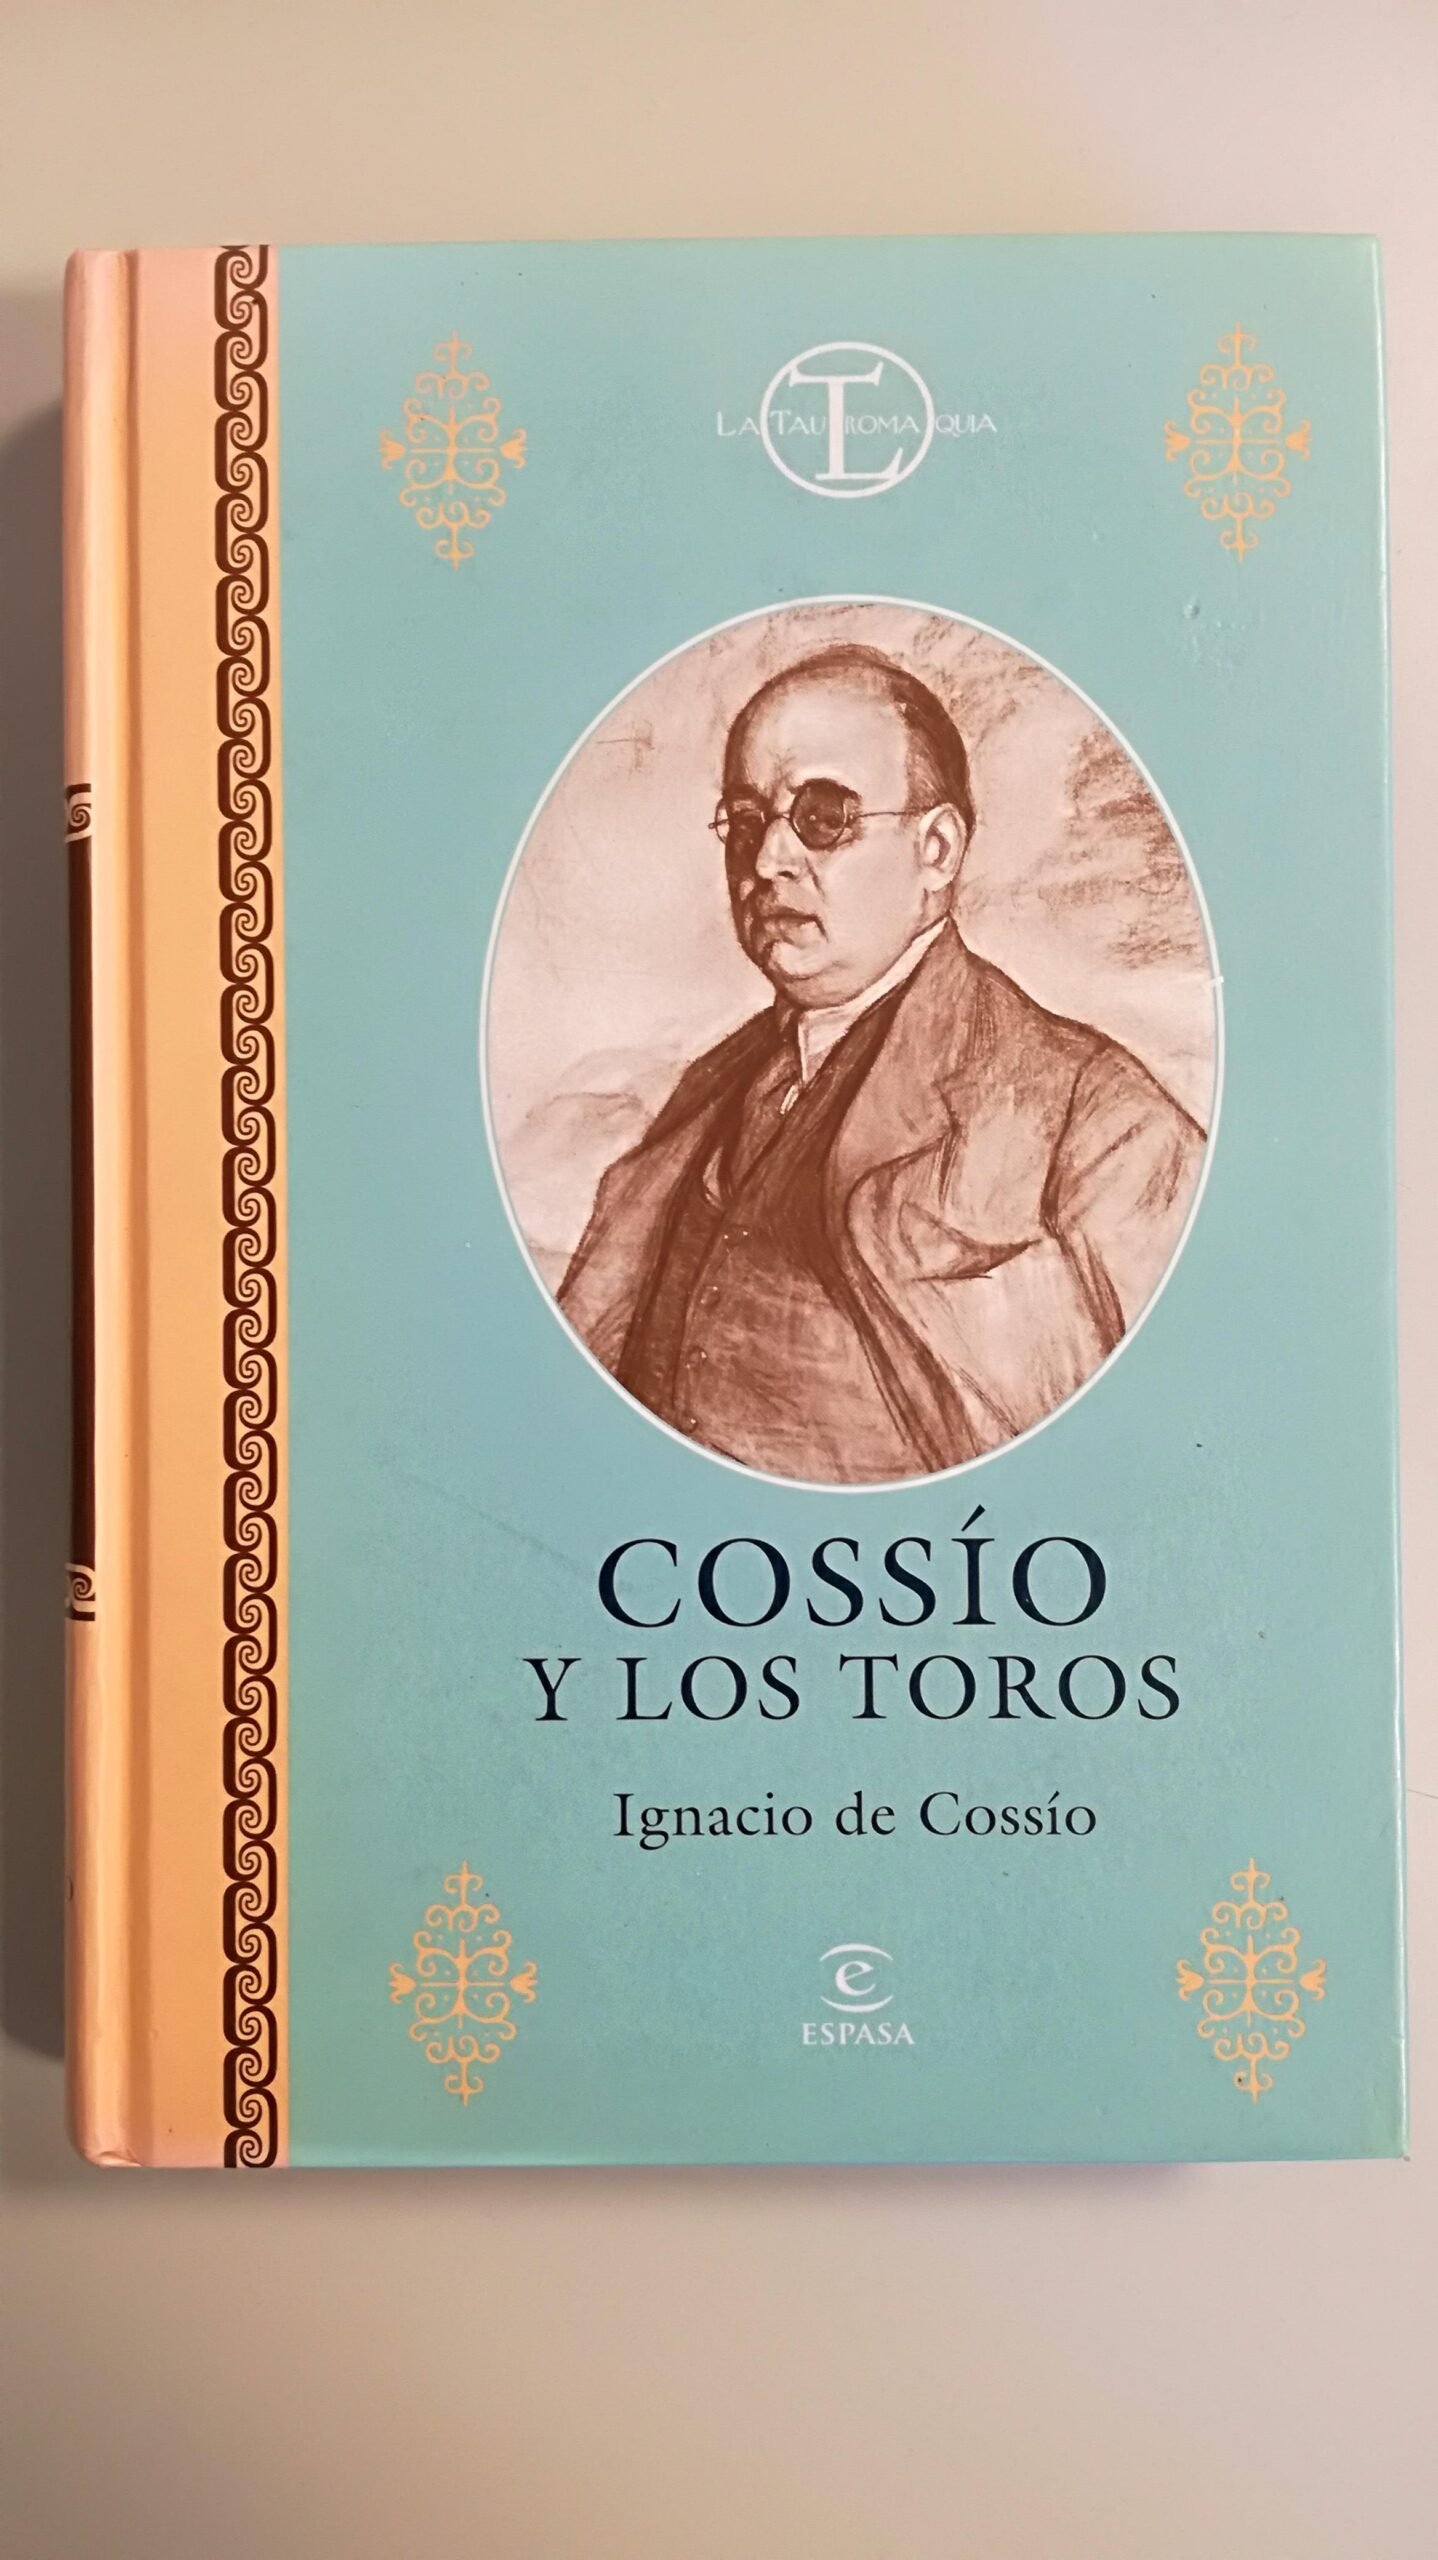 LA TAUROMAQUIA
COSSÍO
Y LOS TOROS
Ignacio de Cossío
e
ESPASA